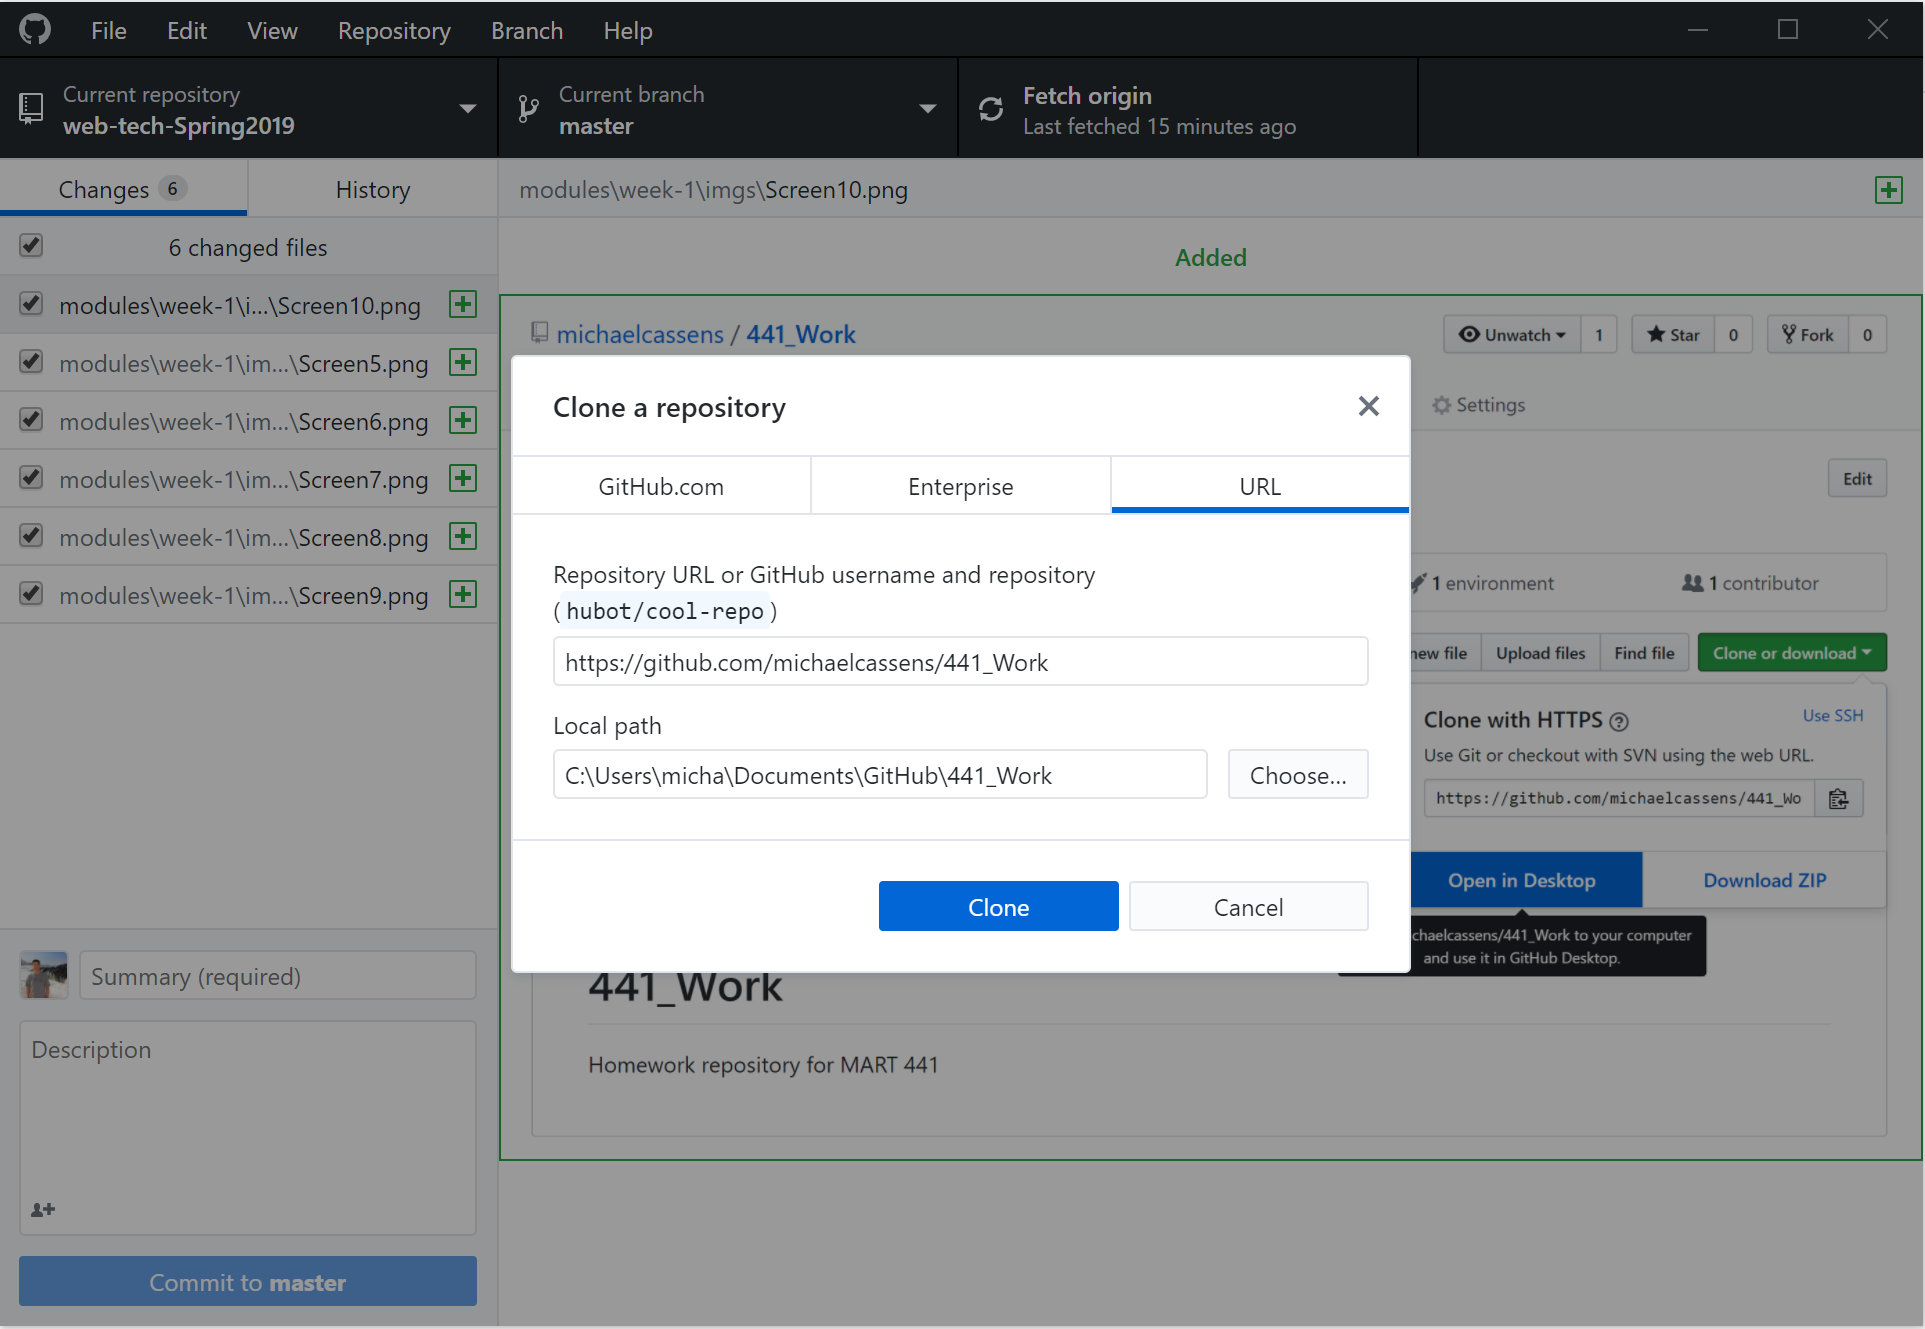 File Edit View Repository Branch Help
Current repository
web-tech-Spring2019
Current branch
master
Fetch origin
Last fetched 15 minutes ago
Changes 6
History
6 changed files
modules\week-1\i...\Screen10.png
modules\week-1\im...\Screen5.png
modules\week-1\im...\Screen6.png
modules\week-1\im...\Screen7.png
modules\week-1\im...\Screen8.png
modules\week-1\im...\Screen9.png
Summary (required)
Description
Commit to master
modules\week-1\imgs\Screen10.png
Added
michaelcassens / 441_Work
Unwatch 1
Star 0
Fork 0
Settings
Edit
1 environment
1 contributor
new file
Upload files
Find file
Clone or download
Clone with HTTPS
Use SSH
Use Git or checkout with SVN using the web URL.
https://github.com/michaelcassens/441_Wo
Open in Desktop
Download ZIP
chaelcassens/441_Work to your computer
and use it in GitHub Desktop.
Clone a repository
GitHub.com
Enterprise
URL
Repository URL or GitHub username and repository
(hubot/cool-repo)
https://github.com/michaelcassens/441_Work
Local path
C:\Users\micha\Documents\GitHub\441_Work
Choose...
Clone
Cancel
441_Work
Homework repository for MART 441